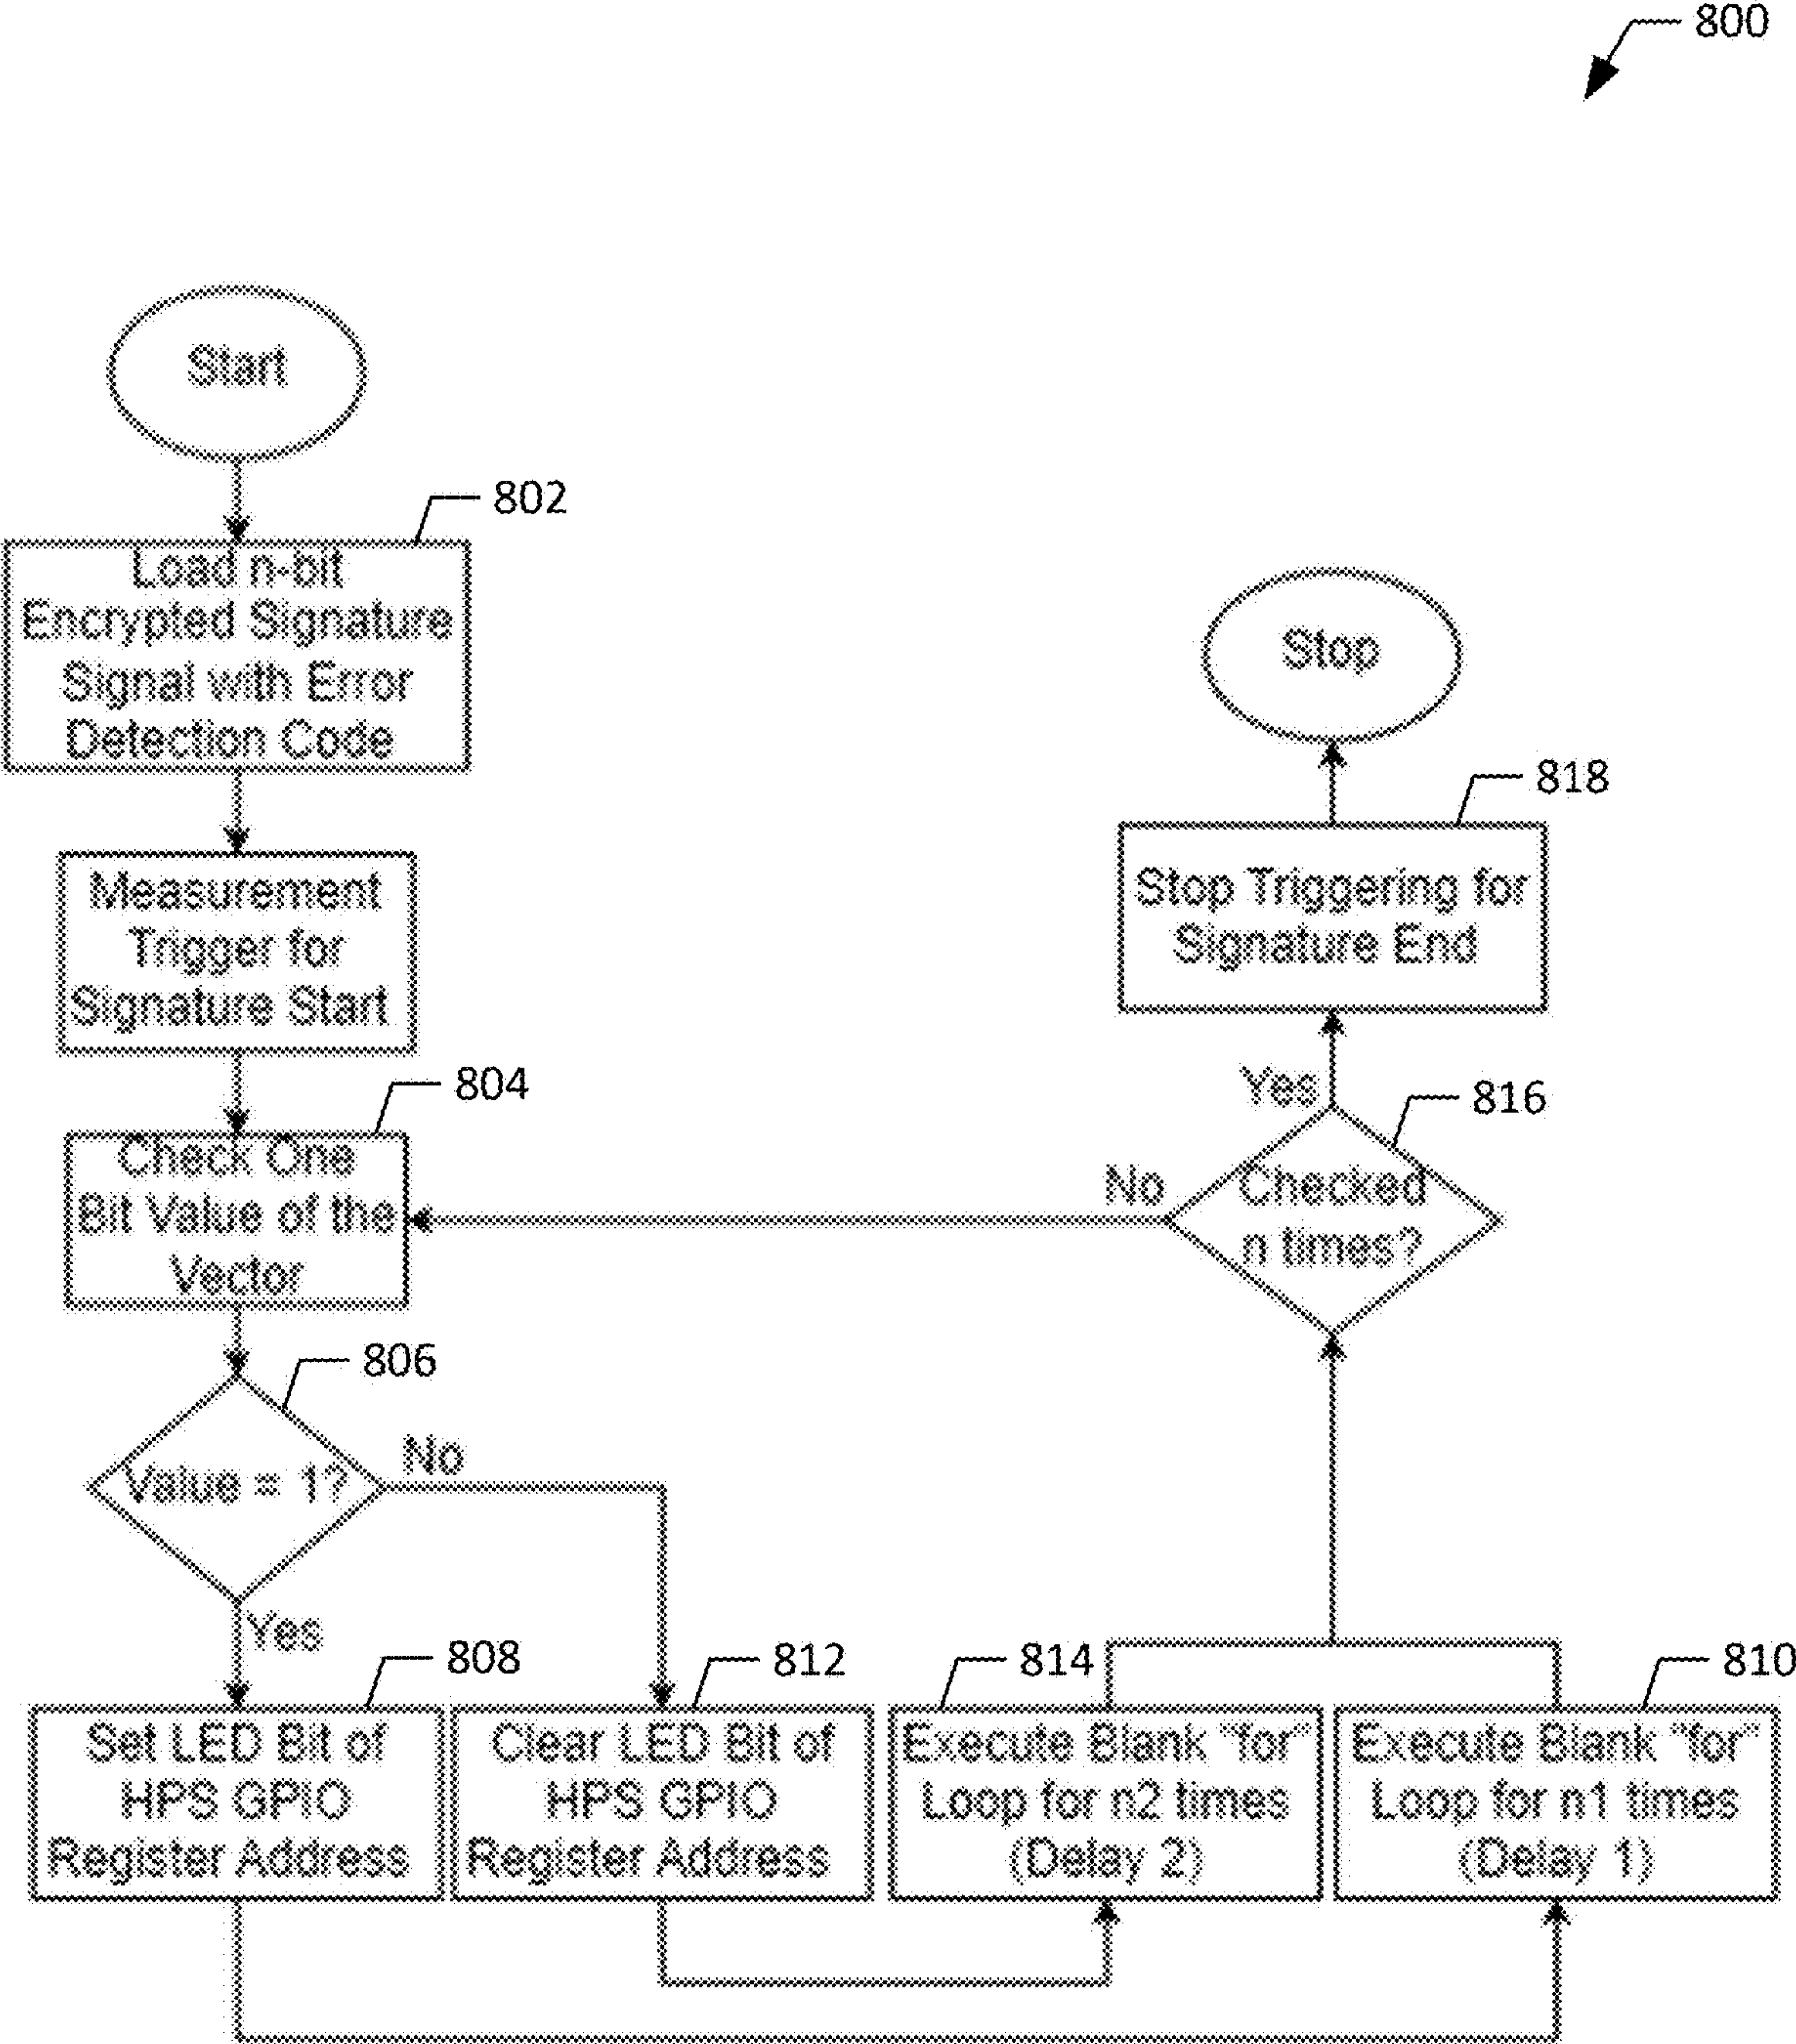 800
Start
802
Load n-bit
Encrypted Signature
Signal with Error
Detection Code
Measurement
Trigger for
Signature Start
804
Check One
Bit Value of the
Vector
806
Value = 1?
No
Yes
808
Set LED Bit of
HPS GPIO
Register Address
812
Clear LED Bit of
HPS GPIO
Register Address
814
Execute Blank "for"
Loop for n2 times
(Delay 2)
810
Execute Blank "for"
Loop for n1 times
(Delay 1)
816
Checked
n times?
No
Yes
818
Stop Triggering for
Signature End
Stop